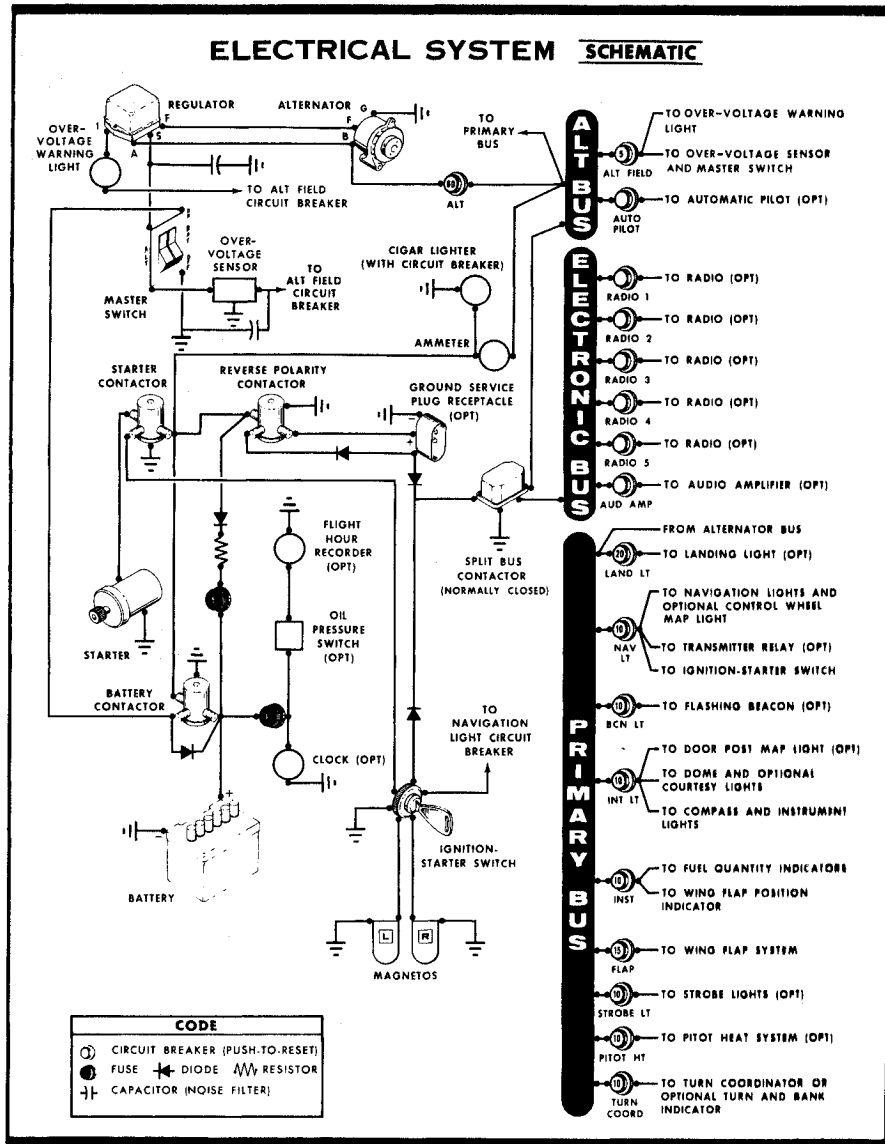 ELECTRICAL SYSTEM SCHEMATIC
REGULATOR
ALTERNATOR
G
F
F
I
S
A
B
OVER-
VOLTAGE
WARNING
LIGHT
TO ALT FIELD
CIRCUIT BREAKER
TO
PRIMARY
BUS
60
ALT
MASTER
SWITCH
OVER-
VOLTAGE
SENSOR
TO
ALT FIELD
CIRCUIT
BREAKER
CIGAR LIGHTER
(WITH CIRCUIT BREAKER)
AMMETER
STARTER
CONTACTOR
REVERSE POLARITY
CONTACTOR
GROUND SERVICE
PLUG RECEPTACLE
(OPT)
-
+
SPLIT BUS
CONTACTOR
(NORMALLY CLOSED)
FLIGHT
HOUR
RECORDER
(OPT)
OIL
PRESSURE
SWITCH
(OPT)
STARTER
BATTERY
CONTACTOR
CLOCK (OPT)
TO
NAVIGATION
LIGHT CIRCUIT
BREAKER
IGNITION-
STARTER SWITCH
+
-
BATTERY
L
R
MAGNETOS
ALT BUS
5
ALT FIELD
TO OVER-VOLTAGE WARNING
LIGHT
TO OVER-VOLTAGE SENSOR
AND MASTER SWITCH
AUTO
PILOT
TO AUTOMATIC PILOT (OPT)
ELECTRONIC BUS
TO RADIO (OPT)
RADIO 1
TO RADIO (OPT)
RADIO 2
TO RADIO (OPT)
RADIO 3
TO RADIO (OPT)
RADIO 4
TO RADIO (OPT)
RADIO 5
TO AUDIO AMPLIFIER (OPT)
AUD AMP
PRIMARY BUS
FROM ALTERNATOR BUS
20
TO LANDING LIGHT (OPT)
LAND LT
TO NAVIGATION LIGHTS AND
OPTIONAL CONTROL WHEEL
MAP LIGHT
10
NAV
LT
TO TRANSMITTER RELAY (OPT)
TO IGNITION-STARTER SWITCH
10
TO FLASHING BEACON (OPT)
BCN LT
TO DOOR POST MAP LIGHT (OPT)
10
INT LT
TO DOME AND OPTIONAL
COURTESY LIGHTS
TO COMPASS AND INSTRUMENT
LIGHTS
TO FUEL QUANTITY INDICATORS
10
INST
TO WING FLAP POSITION
INDICATOR
15
TO WING FLAP SYSTEM
FLAP
10
TO STROBE LIGHTS (OPT)
STROBE LT
10
TO PITOT HEAT SYSTEM (OPT)
PITOT HT
10
TURN
COORD
TO TURN COORDINATOR OR
OPTIONAL TURN AND BANK
INDICATOR
CODE
CIRCUIT BREAKER (PUSH-TO-RESET)
FUSE DIODE RESISTOR
CAPACITOR (NOISE FILTER)